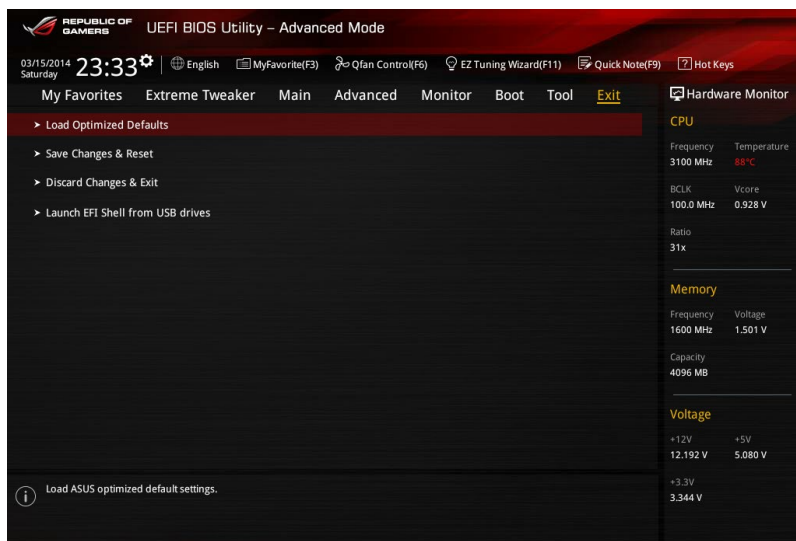 REPUBLIC OF
GAMERS
UEFI BIOS Utility – Advanced Mode
03/15/2014
Saturday
23:33
English
MyFavorite(F3)
Qfan Control(F6)
EZ Tuning Wizard(F11)
Quick Note(F9)
? Hot Keys
My Favorites Extreme Tweaker Main Advanced Monitor Boot Tool Exit
> Load Optimized Defaults
> Save Changes & Reset
> Discard Changes & Exit
> Launch EFI Shell from USB drives
i Load ASUS optimized default settings.
Hardware Monitor
CPU
Frequency Temperature
3100 MHz 88°C
BCLK Vcore
100.0 MHz 0.928 V
Ratio
31x
Memory
Frequency Voltage
1600 MHz 1.501 V
Capacity
4096 MB
Voltage
+12V +5V
12.192 V 5.080 V
+3.3V
3.344 V